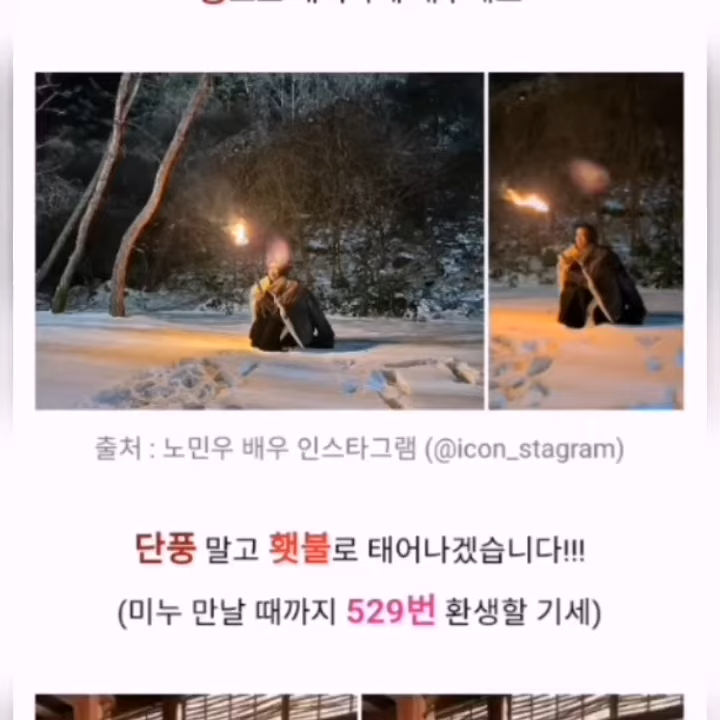 출처 : 노민우 배우 인스타그램 (@icon_stagram)
단풍 말고 횃불로 태어나겠습니다!!!
(미누 만날 때까지 529번 환생할 기세)